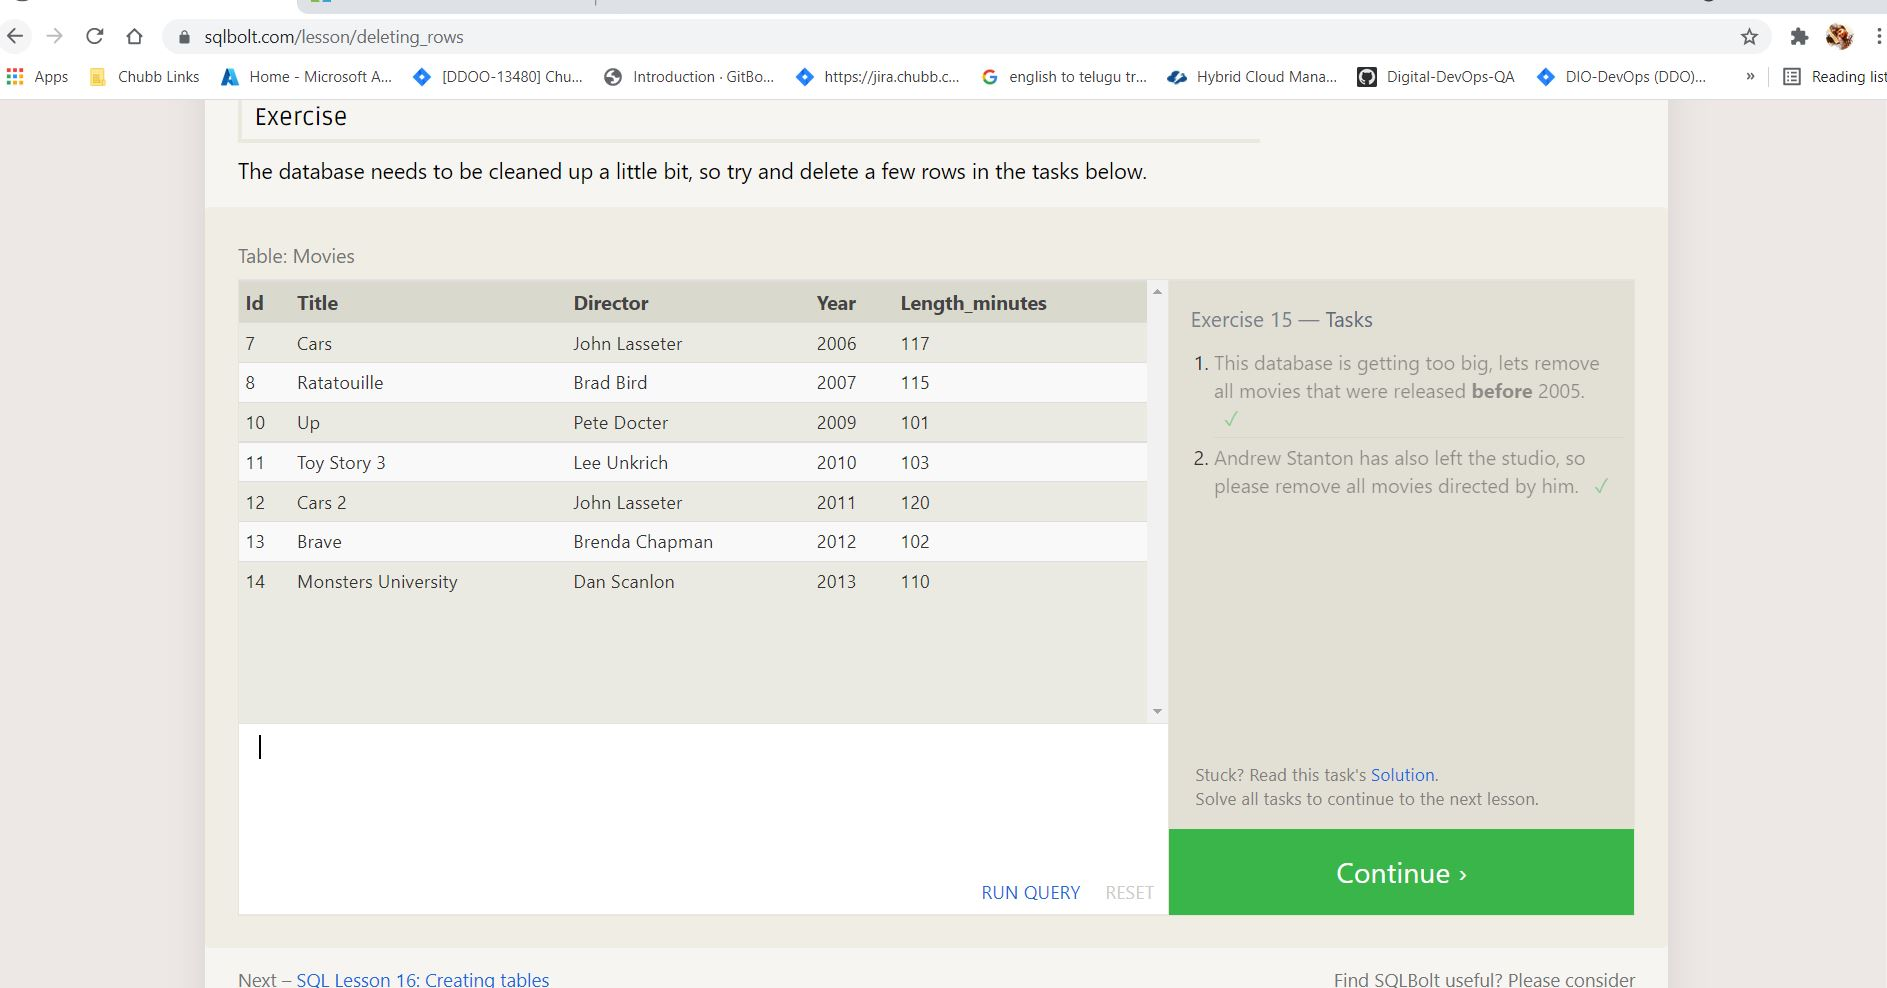 sqlbolt.com/lesson/deleting_rows
Apps Chubb Links Home - Microsoft A... [DDOO-13480] Chu... Introduction · GitBo... https://jira.chubb.c... english to telugu tr... Hybrid Cloud Mana... Digital-DevOps-QA DIO-DevOps (DDO)... » Reading list
Exercise
The database needs to be cleaned up a little bit, so try and delete a few rows in the tasks below.
Table: Movies
Id Title Director Year Length_minutes
7 Cars John Lasseter 2006 117
8 Ratatouille Brad Bird 2007 115
10 Up Pete Docter 2009 101
11 Toy Story 3 Lee Unkrich 2010 103
12 Cars 2 John Lasseter 2011 120
13 Brave Brenda Chapman 2012 102
14 Monsters University Dan Scanlon 2013 110
RUN QUERY RESET
Exercise 15 — Tasks
1. This database is getting too big, lets remove
all movies that were released before 2005.
✓
2. Andrew Stanton has also left the studio, so
please remove all movies directed by him. ✓
Stuck? Read this task's Solution.
Solve all tasks to continue to the next lesson.
Continue ›
Next – SQL Lesson 16: Creating tables
Find SQLBolt useful? Please consider